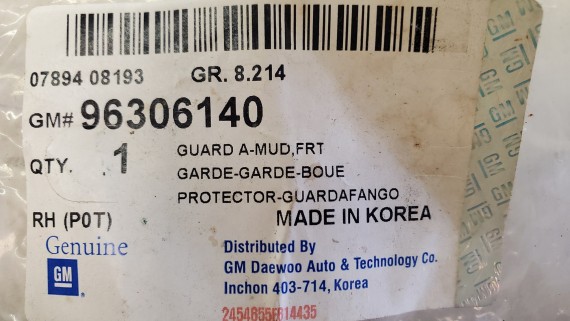 07894 08193 GR. 8.214
GM# 96306140
QTY. 1 GUARD A-MUD,FRT
GARDE-GARDE-BOUE
PROTECTOR-GUARDAFANGO
RH (P0T) MADE IN KOREA
Genuine
GM
Distributed By
GM Daewoo Auto & Technology Co.
Inchon 403-714, Korea